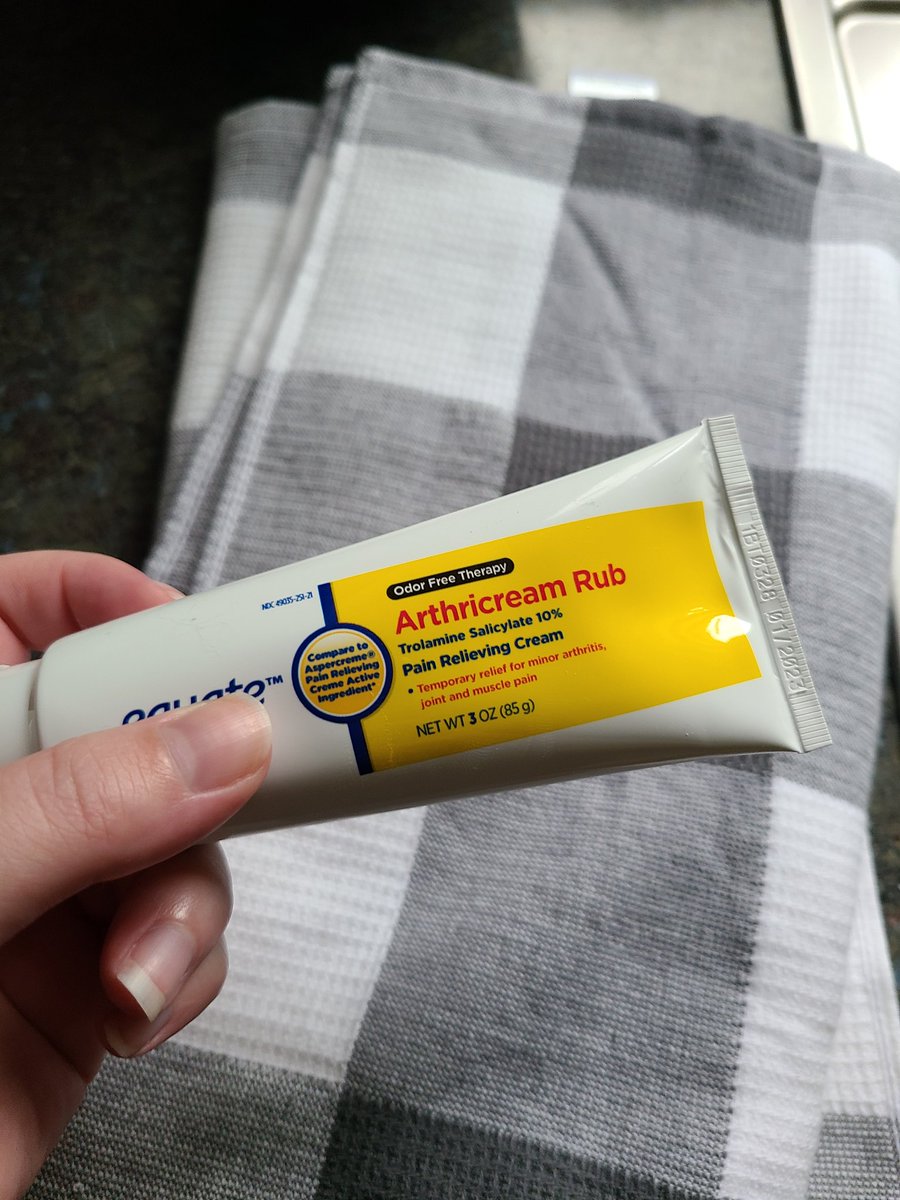 NDC 49035-251-21
equate™
Compare to
Aspercreme®
Pain Relieving
Creme Active
Ingredient*
Odor Free Therapy
Arthricream Rub
Trolamine Salicylate 10%
Pain Relieving Cream
• Temporary relief for minor arthritis,
joint and muscle pain
NET WT 3 OZ (85 g)